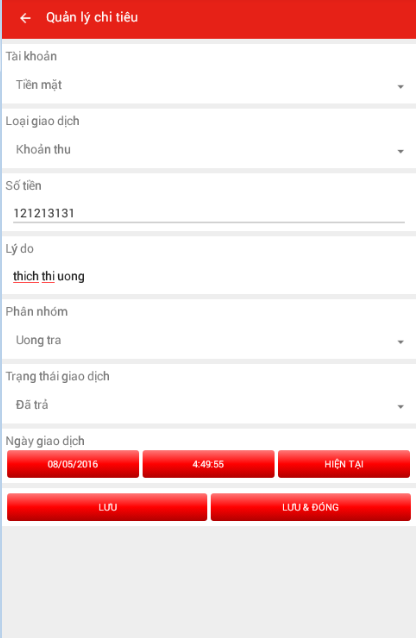 Quản lý chi tiêu
Tài khoản
Tiền mặt
Loại giao dịch
Khoản thu
Số tiền
121213131
Lý do
thich thi uong
Phân nhóm
Uong tra
Trạng thái giao dịch
Đã trả
Ngày giao dịch
08/05/2016 4:49:55 HIỆN TẠI
LƯU LƯU & ĐÓNG